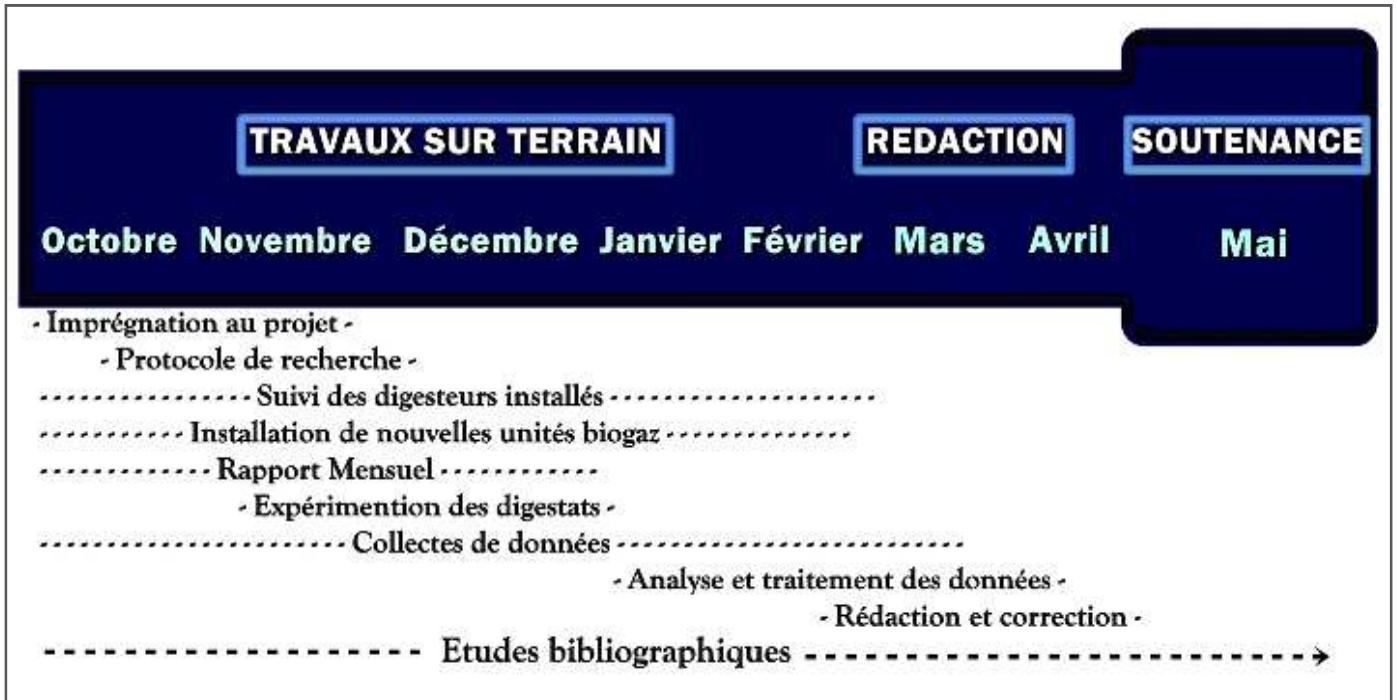 TRAVAUX SUR TERRAIN REDACTION SOUTENANCE
Octobre Novembre Décembre Janvier Février Mars Avril Mai
- Imprégnation au projet -
- Protocole de recherche -
- - - - - - - - - - - - - - - - Suivi des digesteurs installés - - - - - - - - - - - - - - - - - - - -
- - - - - - - - - - - Installation de nouvelles unités biogaz - - - - - - - - - - - - - -
- - - - - - - - - - - - - Rapport Mensuel - - - - - - - - - - - -
- Expérimention des digestats -
- - - - - - - - - - - - - - - - - - - - - - - Collectes de données - - - - - - - - - - - - - - - - - - - - - - - - - -
- Analyse et traitement des données -
- Rédaction et correction -
- - - - - - - - - - - - - - - - - - - Etudes bibliographiques - - - - - - - - - - - - - - - - - - - - - - - - - - →